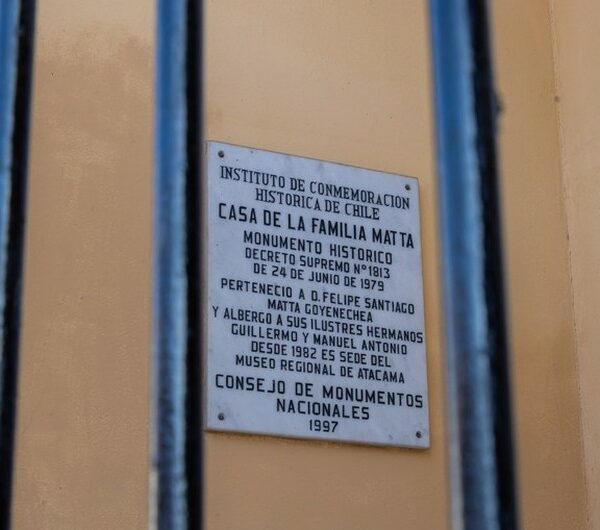 INSTITUTO DE CONMEMORACION
HISTORICA DE CHILE
CASA DE LA FAMILIA MATTA
MONUMENTO HISTORICO
DECRETO SUPREMO Nº 1813
DE 24 DE JUNIO DE 1979
PERTENECIO A D. FELIPE SANTIAGO
MATTA GOYENECHEA
Y ALBERGO A SUS ILUSTRES HERMANOS
GUILLERMO Y MANUEL ANTONIO
DESDE 1982 ES SEDE DEL
MUSEO REGIONAL DE ATACAMA
CONSEJO DE MONUMENTOS
NACIONALES
1997